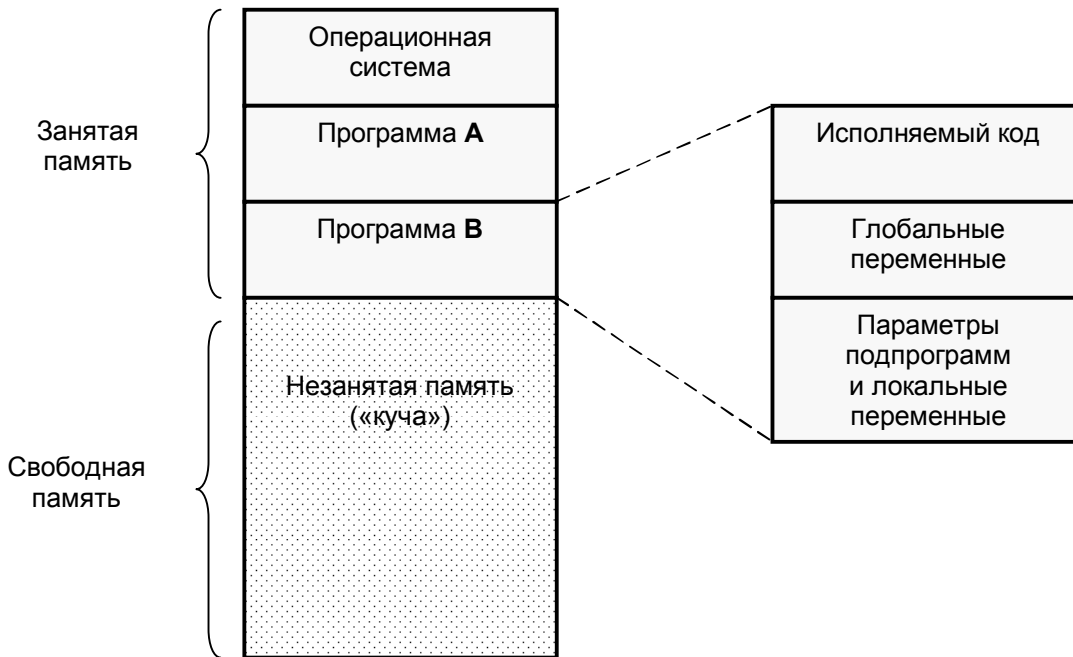 Операционная
система
Занятая
память
Программа A
Исполняемый код
Программа B
Глобальные
переменные
Параметры
подпрограмм
и локальные
переменные
Незанятая память
(«куча»)
Свободная
память